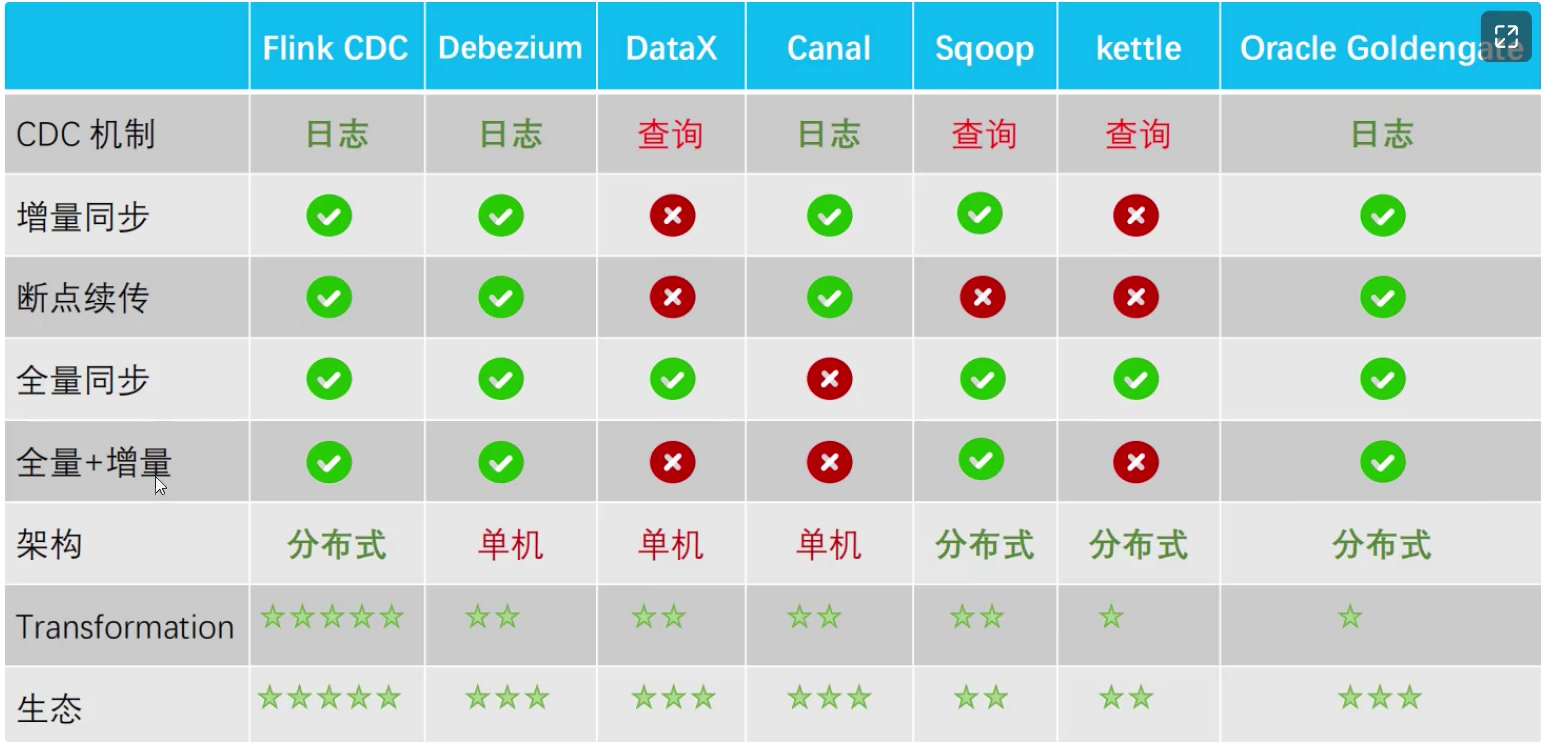 Flink CDC Debezium DataX Canal Sqoop kettle Oracle Goldengate
CDC 机制 日志 日志 查询 日志 查询 查询 日志
增量同步
断点续传
全量同步
全量+增量
架构 分布式 单机 单机 单机 分布式 分布式 分布式
Transformation
生态